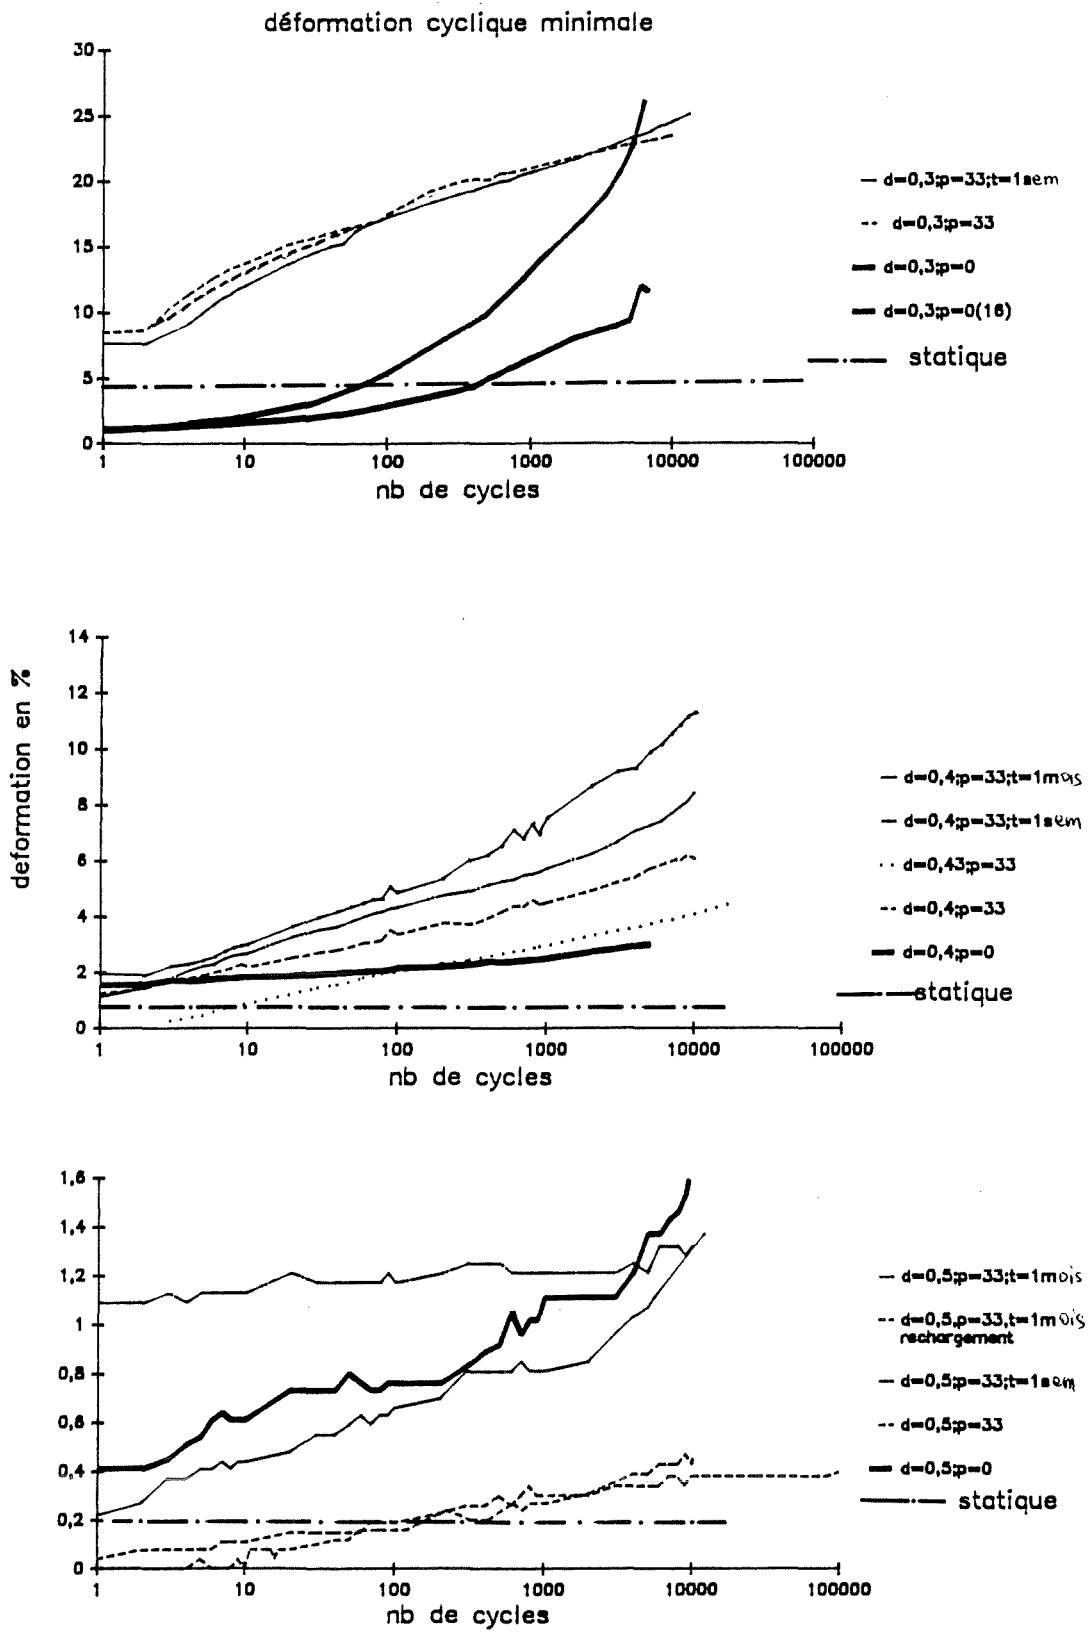 déformation cyclique minimale
30
25
20
15
10
5
0
1 10 100 1000 10000 100000
nb de cycles
d=0,3;p=33;t=1sem
d=0,3;p=33
d=0,3;p=0
d=0,3;p=0(16)
statique
deformation en %
14
12
10
8
6
4
2
0
1 10 100 1000 10000 100000
nb de cycles
d=0,4;p=33;t=1mois
d=0,4;p=33;t=1sem
d=0,43;p=33
d=0,4;p=33
d=0,4;p=0
statique
1,6
1,4
1,2
1
0,8
0,6
0,4
0,2
0
1 10 100 1000 10000 100000
nb de cycles
d=0,5;p=33;t=1mois
d=0,5,p=33,t=1mois
rechargement
d=0,5;p=33;t=1sem
d=0,5;p=33
d=0,5;p=0
statique